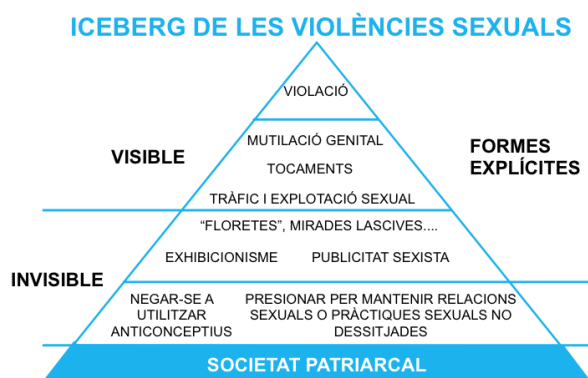 ICEBERG DE LES VIOLÈNCIES SEXUALS
VIOLACIÓ
VISIBLE
MUTILACIÓ GENITAL
TOCAMENTS
TRÀFIC I EXPLOTACIÓ SEXUAL
FORMES
EXPLÍCITES
INVISIBLE
“FLORETES”, MIRADES LASCIVES....
EXHIBICIONISME
PUBLICITAT SEXISTA
NEGAR-SE A
UTILITZAR
ANTICONCEPTIUS
PRESIONAR PER MANTENIR RELACIONS
SEXUALS O PRÀCTIQUES SEXUALS NO
DESSITJADES
SOCIETAT PATRIARCAL